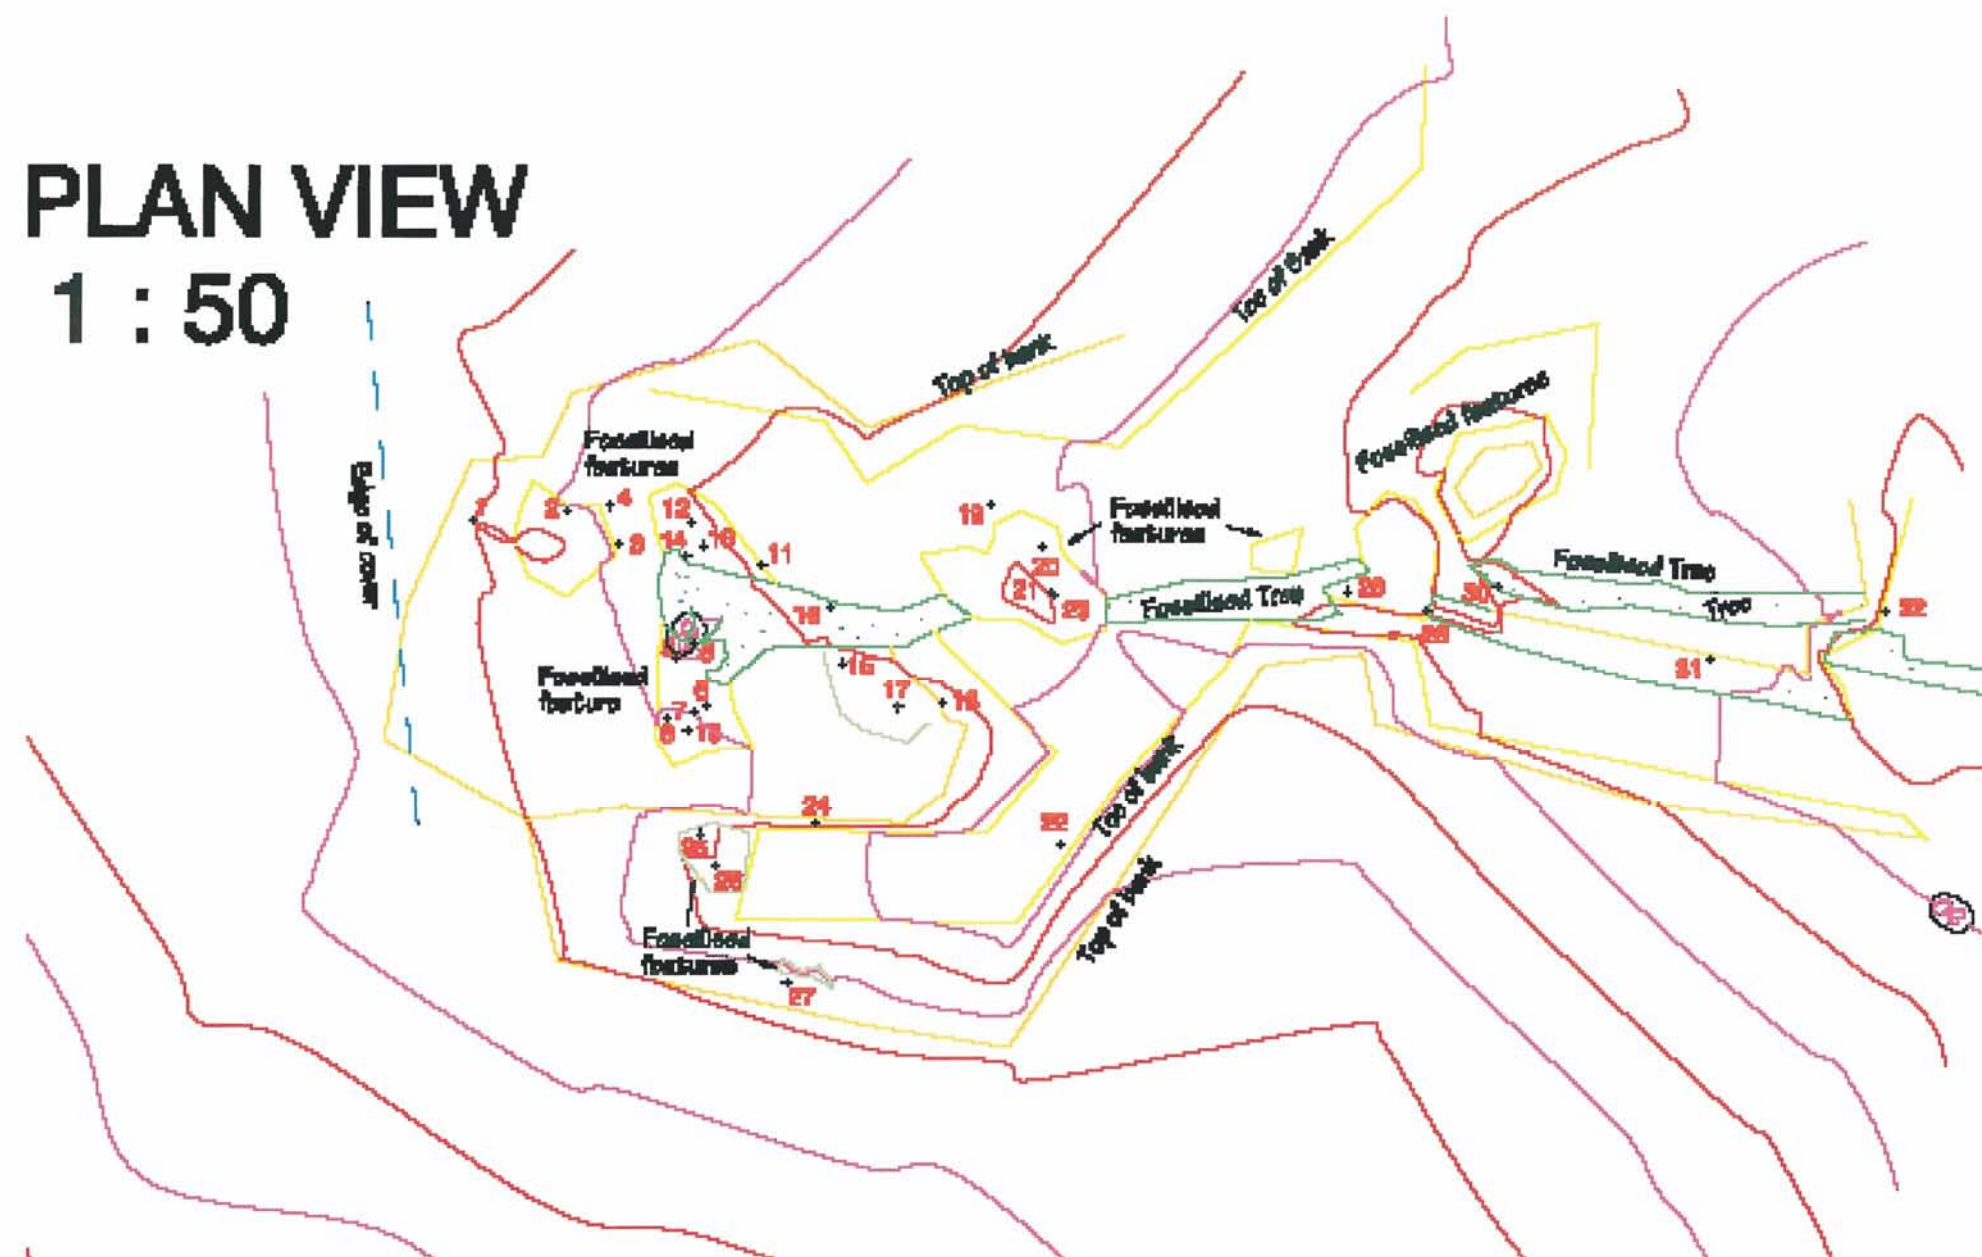 PLAN VIEW
1 : 50
Top of bank
Toe of bank
Fossilised features
Fossilised
features
1
2
4
3
12
14
10
11
19
Fossilised
features
20
21
23
Fossilised Tree
Fossilised Tree
Tree
29
30
28
31
32
16
15
17
18
5
6
7
8
13
Fossilised
feature
24
22
Toe of bank
Top of bank
25
26
Fossilised
features
27
Edge of